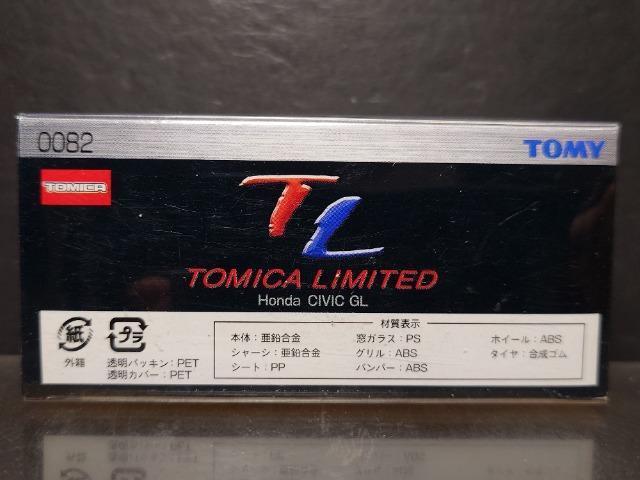 0082
TOMY
TOMICA
TL
TOMICA LIMITED
Honda CIVIC GL
材質表示
紙
外箱
プラ
透明パッキン:PET
透明カバー:PET
本体:亜鉛合金
シャーシ:亜鉛合金
シート:PP
窓ガラス:PS
グリル:ABS
バンパー:ABS
ホイール:ABS
タイヤ:合成ゴム